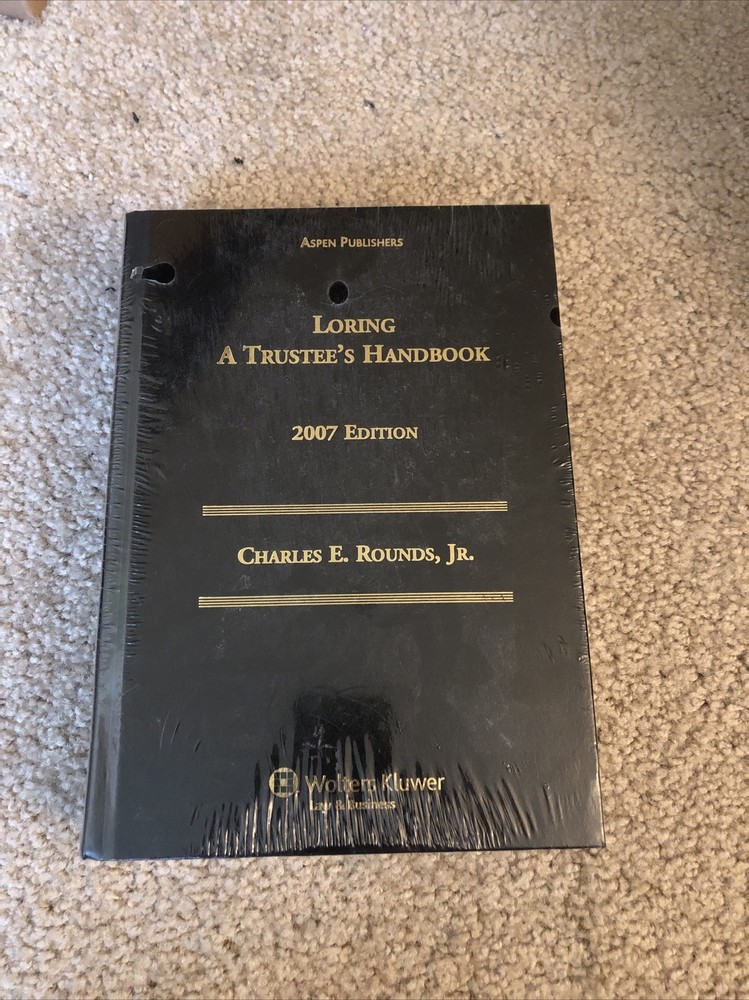 ASPEN PUBLISHERS
LORING
A TRUSTEE'S HANDBOOK
2007 EDITION
CHARLES E. ROUNDS, JR.
Wolters Kluwer
Law & Business